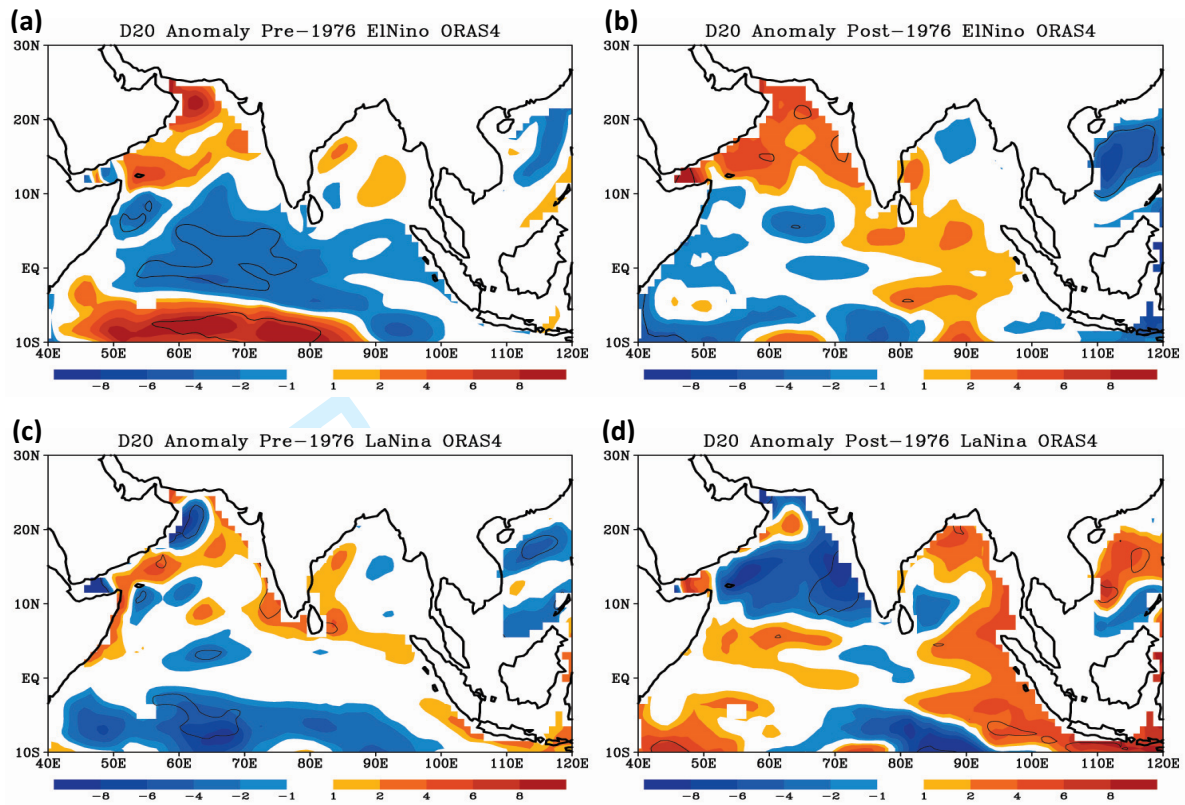 (a)
D20 Anomaly Pre−1976 ElNino ORAS4
30N
20N
10N
EQ
10S
40E 50E 60E 70E 80E 90E 100E 110E 120E
−8 −6 −4 −2 −1 1 2 4 6 8
(b)
D20 Anomaly Post−1976 ElNino ORAS4
30N
20N
10N
EQ
10S
40E 50E 60E 70E 80E 90E 100E 110E 120E
−8 −6 −4 −2 −1 1 2 4 6 8
(c)
D20 Anomaly Pre−1976 LaNina ORAS4
30N
20N
10N
EQ
10S
40E 50E 60E 70E 80E 90E 100E 110E 120E
−8 −6 −4 −2 −1 1 2 4 6 8
(d)
D20 Anomaly Post−1976 LaNina ORAS4
30N
20N
10N
EQ
10S
40E 50E 60E 70E 80E 90E 100E 110E 120E
−8 −6 −4 −2 −1 1 2 4 6 8